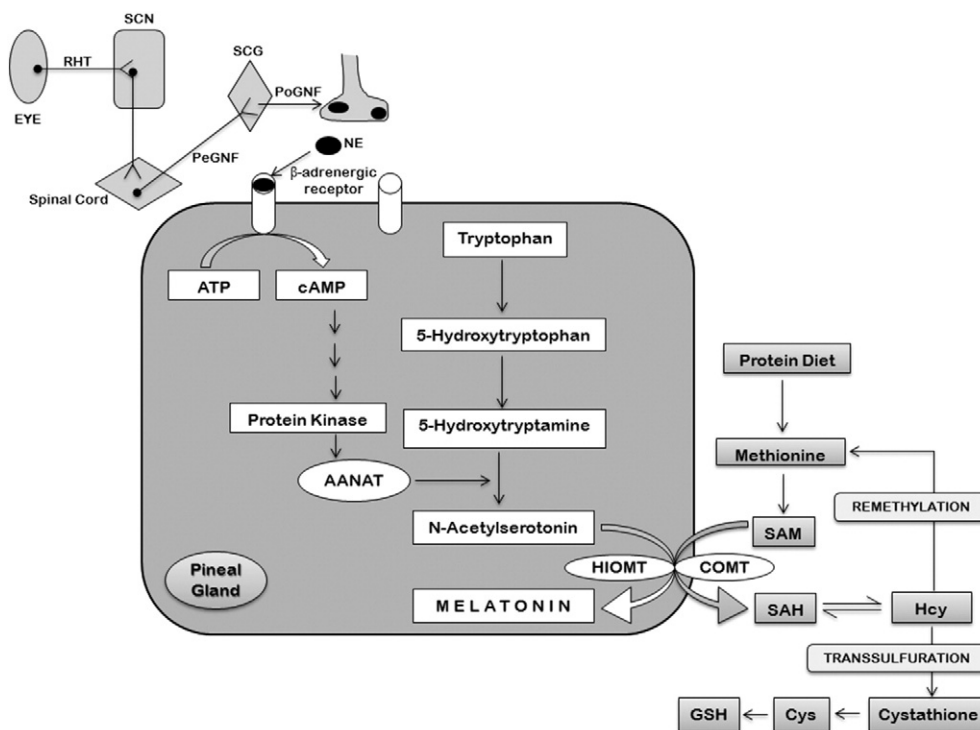 SCN
RHT
EYE
SCG
PoGNF
PeGNF
NE
Spinal Cord
β-adrenergic
receptor
Tryptophan
ATP
cAMP
5-Hydroxytryptophan
Protein Diet
Protein Kinase
5-Hydroxytryptamine
Methionine
AANAT
REMETHYLATION
N-Acetylserotonin
SAM
Pineal
Gland
HIOMT
COMT
MELATONIN
SAH
Hcy
TRANSSULFURATION
GSH
Cys
Cystathione